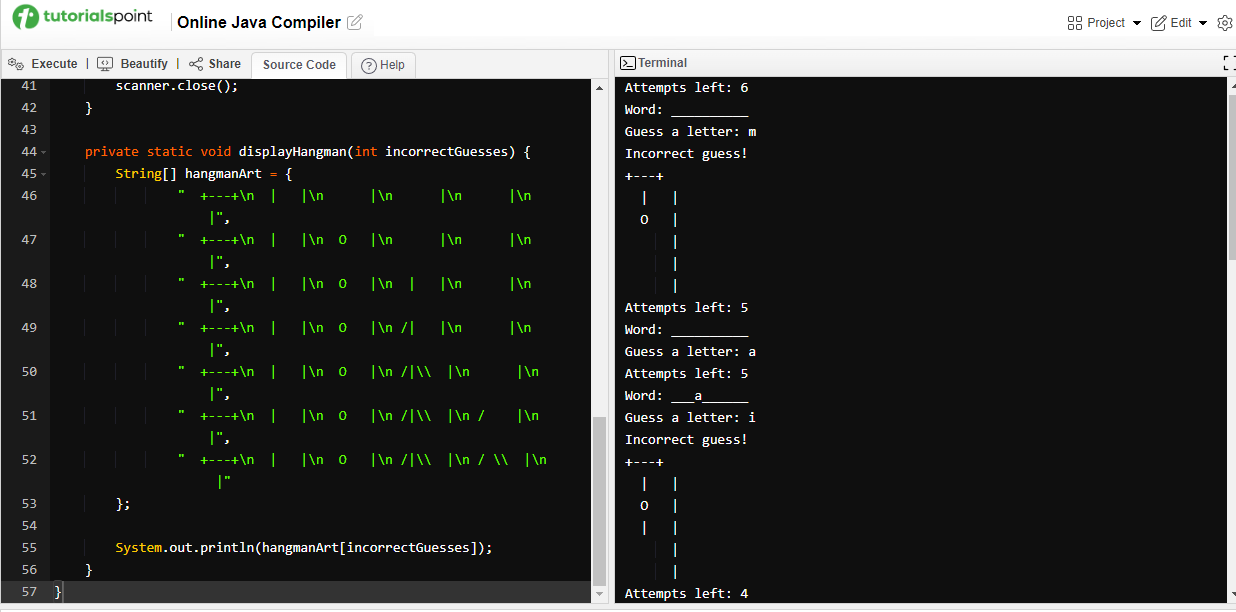 tutorialspoint
Online Java Compiler
Project Edit
Execute | Beautify | Share Source Code Help
41 scanner.close();
42 }
43
44 private static void displayHangman(int incorrectGuesses) {
45 String[] hangmanArt = {
46 "  +---+\n  |   |\n      |\n      |\n      |\n
      |",
47 "  +---+\n  |   |\n  O   |\n      |\n      |\n
      |",
48 "  +---+\n  |   |\n  O   |\n  |   |\n      |\n
      |",
49 "  +---+\n  |   |\n  O   |\n /|   |\n      |\n
      |",
50 "  +---+\n  |   |\n  O   |\n /|\\  |\n      |\n
      |",
51 "  +---+\n  |   |\n  O   |\n /|\\  |\n /    |\n
      |",
52 "  +---+\n  |   |\n  O   |\n /|\\  |\n / \\  |\n
      |"
53 };
54
55 System.out.println(hangmanArt[incorrectGuesses]);
56 }
57 }
Terminal
Attempts left: 6
Word: __________
Guess a letter: m
Incorrect guess!
+---+
  |   |
  O   |
      |
      |
      |
Attempts left: 5
Word: __________
Guess a letter: a
Attempts left: 5
Word: ___a______
Guess a letter: i
Incorrect guess!
+---+
  |   |
  O   |
  |   |
      |
      |
Attempts left: 4